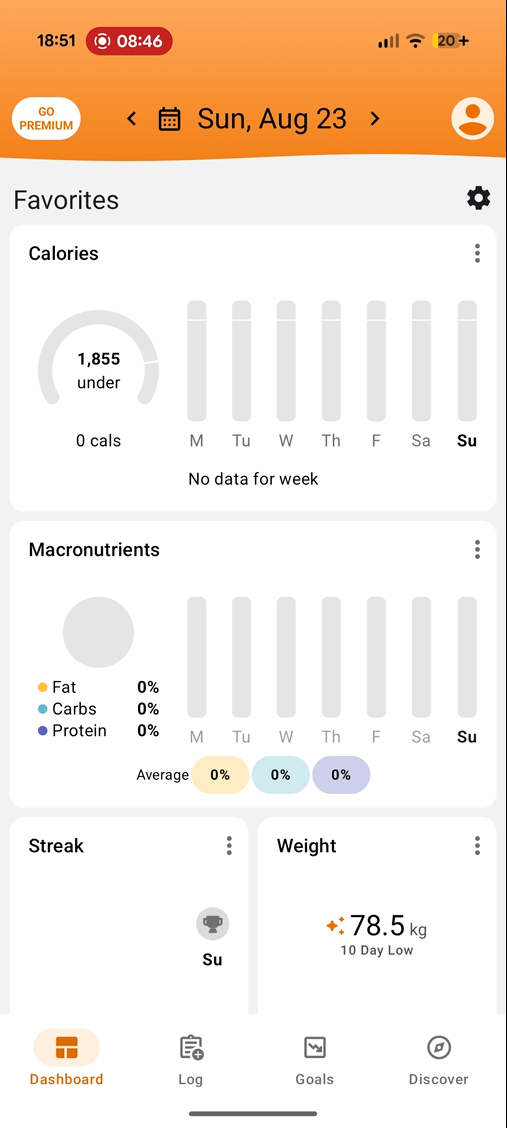 18:51 08:46 20+
GO
PREMIUM
Sun, Aug 23
Favorites
Calories
1,855
under
0 cals
M Tu W Th F Sa Su
No data for week
Macronutrients
Fat 0%
Carbs 0%
Protein 0%
M Tu W Th F Sa Su
Average 0% 0% 0%
Streak
Su
Weight
78.5 kg
10 Day Low
Dashboard Log Goals Discover